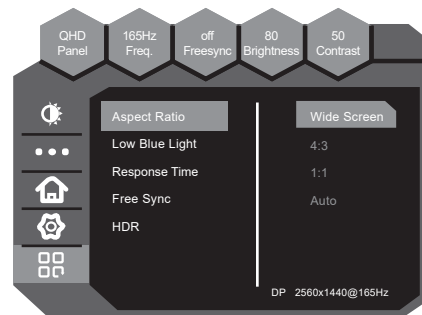 QHD
Panel
165Hz
Freq.
off
Freesync
80
Brightness
50
Contrast
Aspect Ratio
Wide Screen
Low Blue Light
4:3
Response Time
1:1
Free Sync
Auto
HDR
DP 2560x1440@165Hz